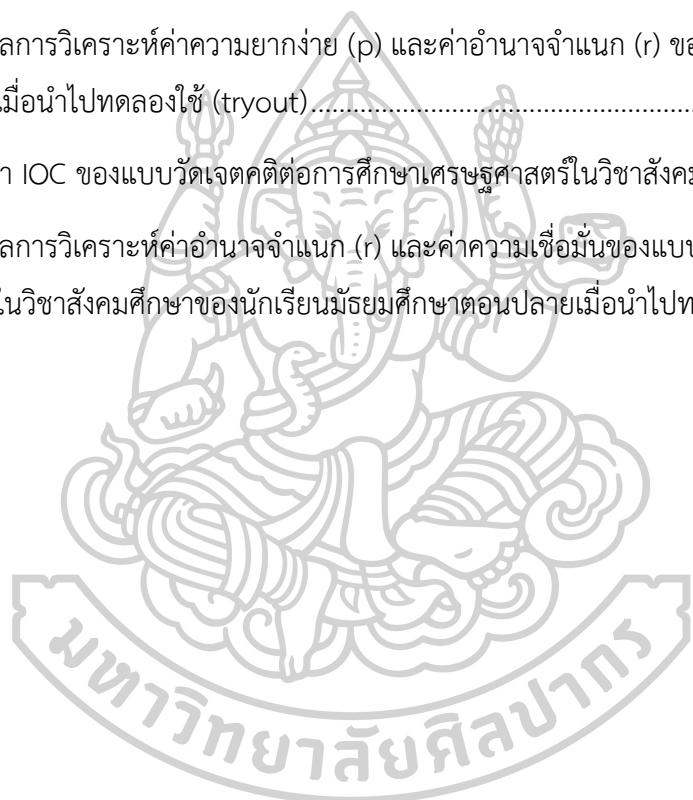 ลการวิเคราะห์ค่าความยากง่าย (p) และค่าอำนาจจำแนก (r) ขอ
มื่อนำไปทดลองใช้ (tryout)
า IOC ของแบบวัดเจตคติต่อการศึกษาเศรษฐศาสตร์ในวิชาสังคม
ลการวิเคราะห์ค่าอำนาจจำแนก (r) และค่าความเชื่อมั่นของแบบ
นวิชาสังคมศึกษาของนักเรียนมัธยมศึกษาตอนปลายเมื่อนำไปท
มหาวิทยาลัยศิลปากร